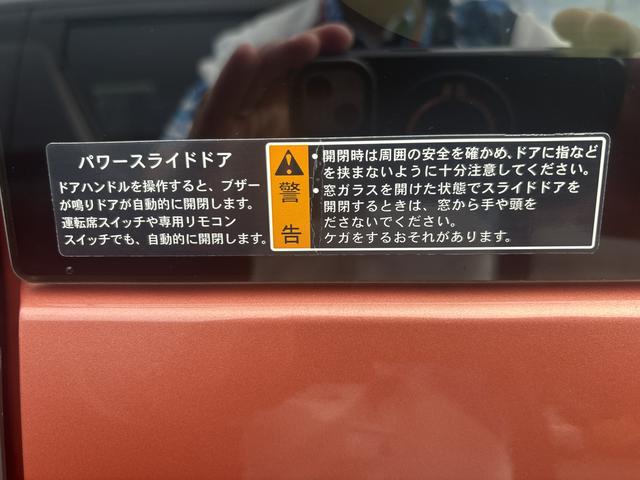 パワースライドドア
ドアハンドルを操作すると、ブザー
が鳴りドアが自動的に開閉します。
運転席スイッチや専用リモコン
スイッチでも、自動的に開閉します。
警告
・開閉時は周囲の安全を確かめ、ドアに指など
を挟まないように十分注意してください。
・窓ガラスを開けた状態でスライドドアを
開閉するときは、窓から手や頭を
ださないでください。
ケガをするおそれがあります。